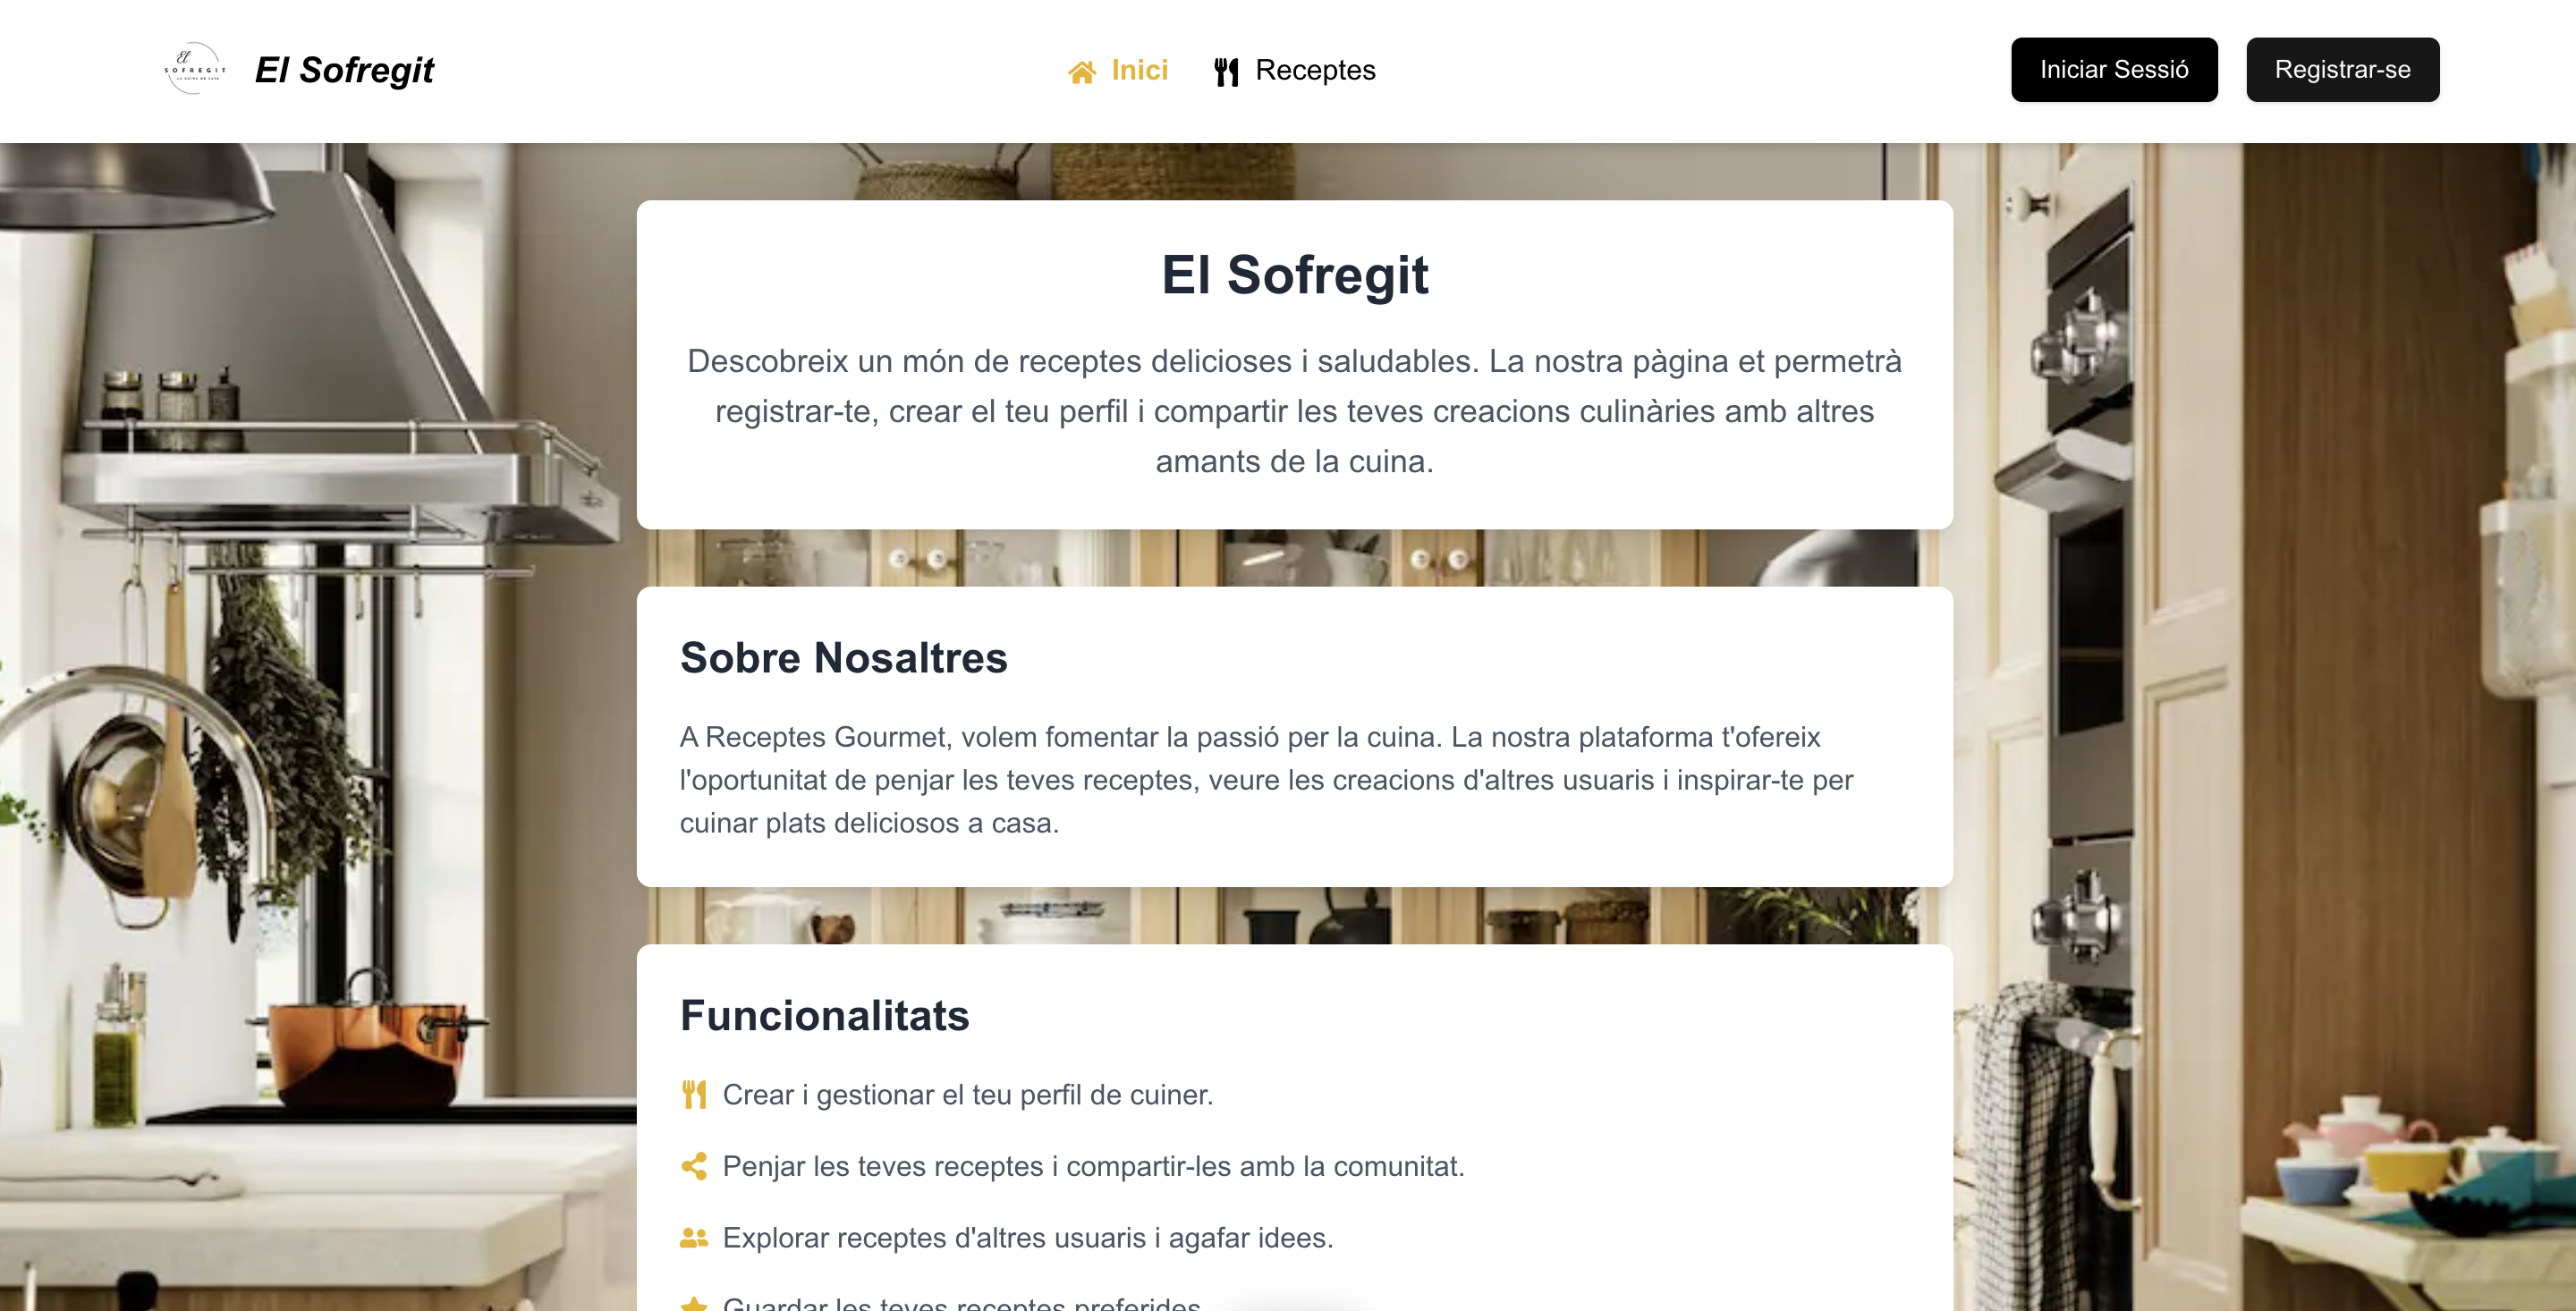 El
SOFREGIT
LA CUINA DE CASA
El Sofregit
Inici
Receptes
Iniciar Sessió
Registrar-se
El Sofregit
Descobreix un món de receptes delicioses i saludables. La nostra pàgina et permetrà
registrar-te, crear el teu perfil i compartir les teves creacions culinàries amb altres
amants de la cuina.
Sobre Nosaltres
A Receptes Gourmet, volem fomentar la passió per la cuina. La nostra plataforma t'ofereix
l'oportunitat de penjar les teves receptes, veure les creacions d'altres usuaris i inspirar-te per
cuinar plats deliciosos a casa.
Funcionalitats
Crear i gestionar el teu perfil de cuiner.
Penjar les teves receptes i compartir-les amb la comunitat.
Explorar receptes d'altres usuaris i agafar idees.
Guardar les teves receptes preferides.